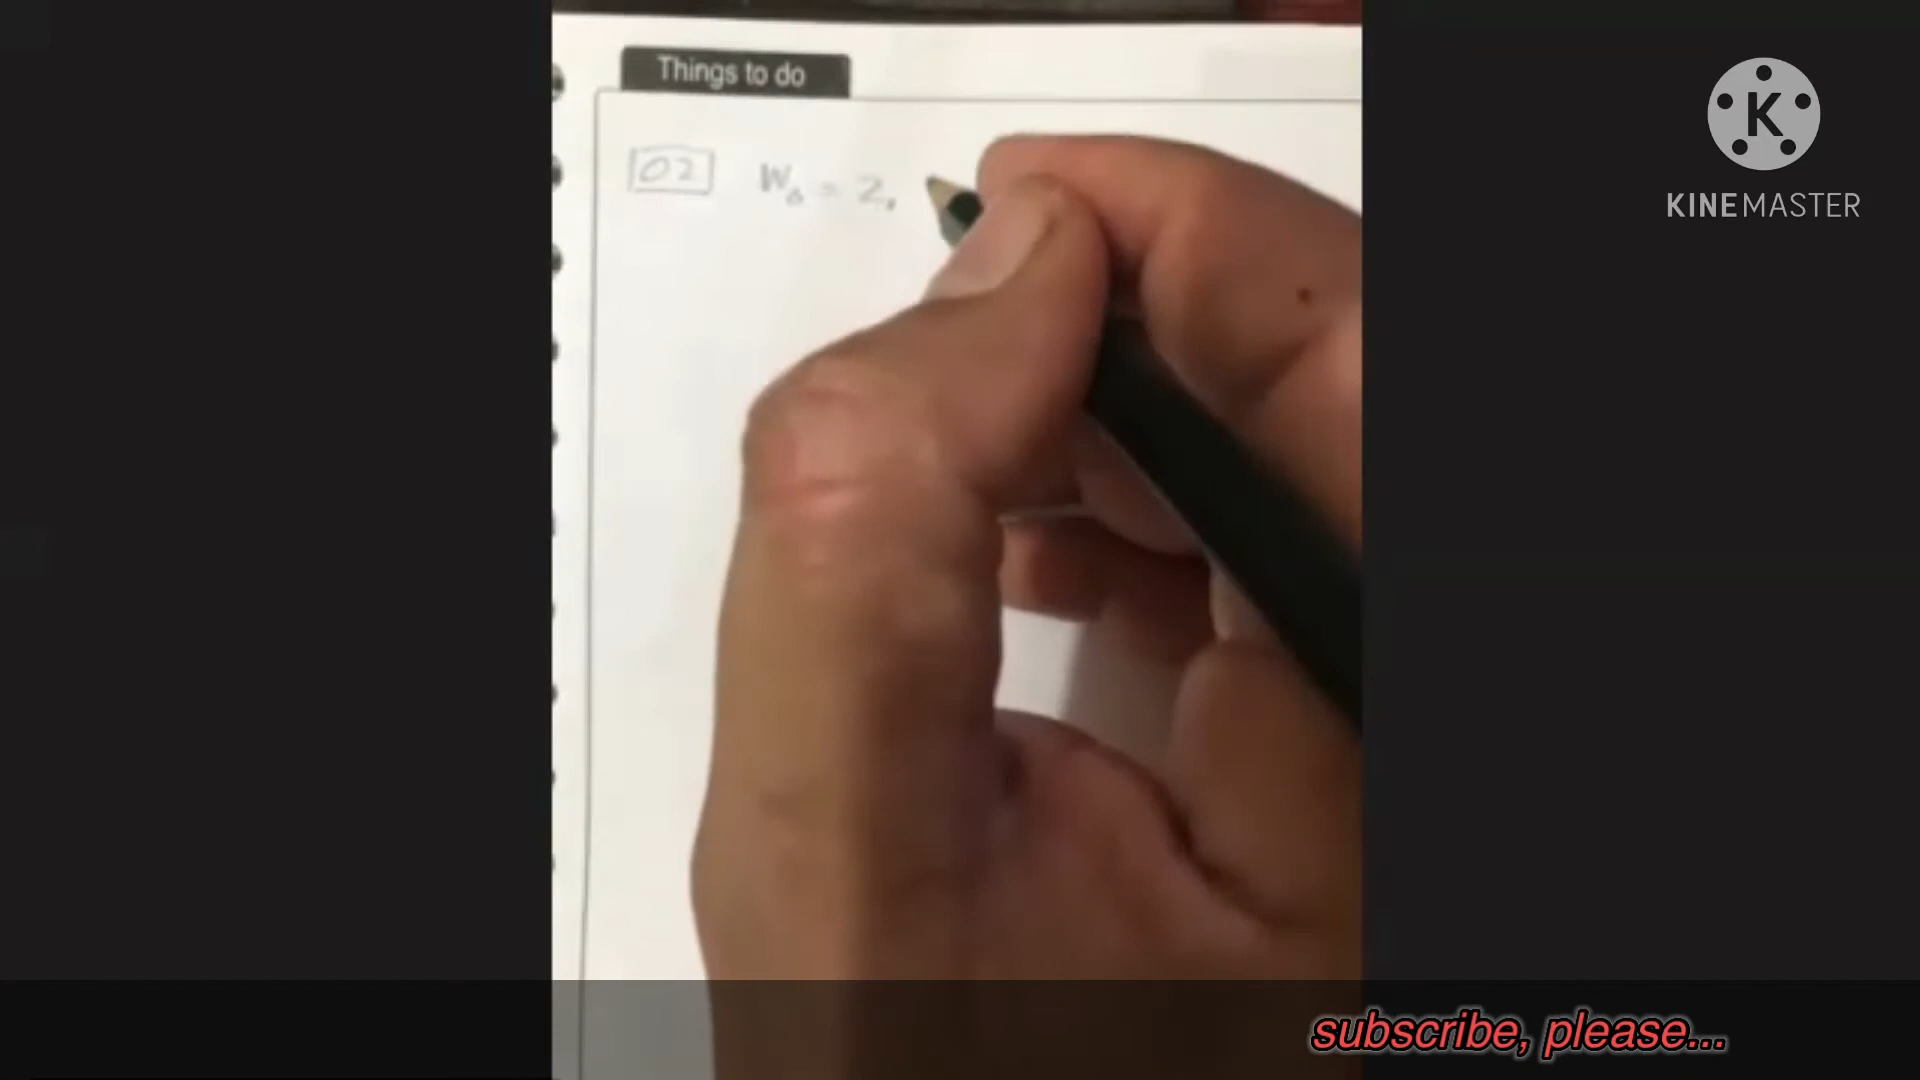 Things to do
02 W₀ = 2,
KINEMASTER
subscribe, please...